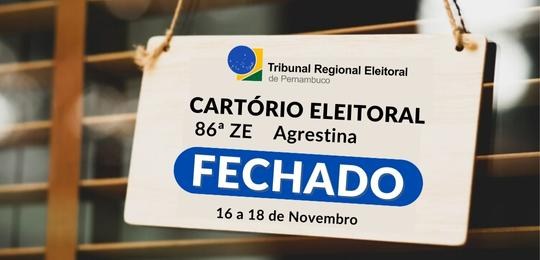 Tribunal Regional Eleitoral
de Pernambuco
CARTÓRIO ELEITORAL
86ª ZE Agrestina
FECHADO
16 a 18 de Novembro